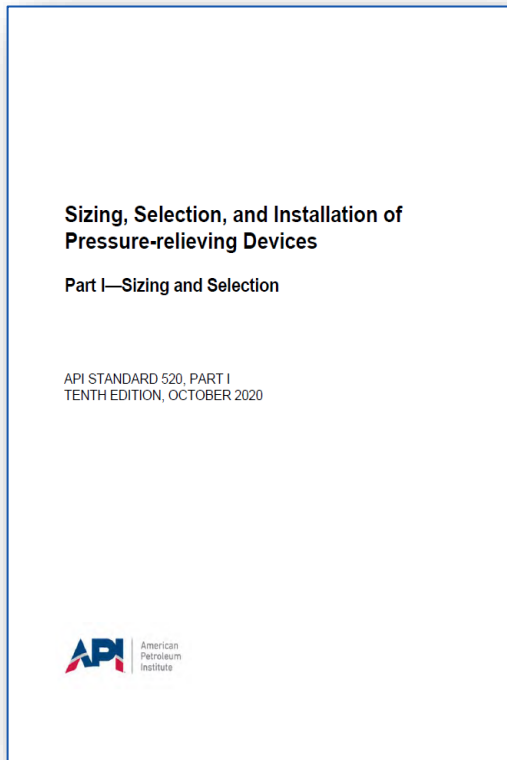 Sizing, Selection, and Installation of
Pressure-relieving Devices
Part I—Sizing and Selection
API STANDARD 520, PART I
TENTH EDITION, OCTOBER 2020
API
American
Petroleum
Institute